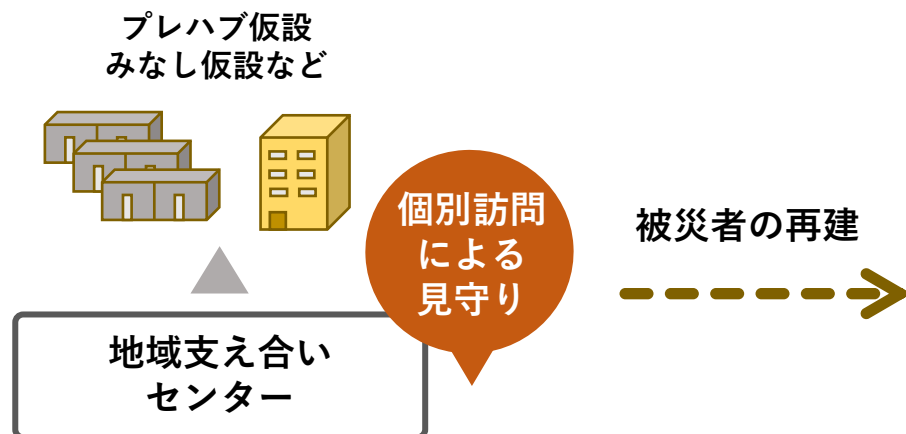 プレハブ仮設
みなし仮設など
個別訪問
による
見守り
被災者の再建
地域支え合い
センター